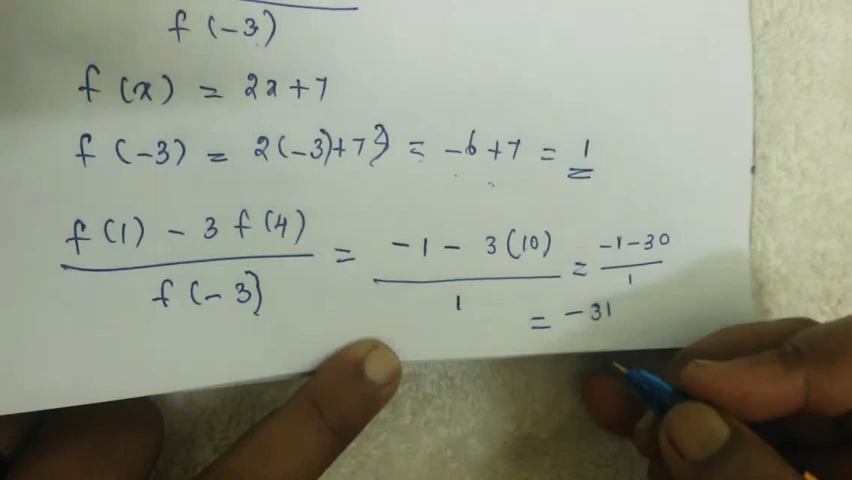 f (-3)
f (x) = 2x+7
f (-3) = 2(-3)+7) = -6+7 = 1
f (1) - 3 f (4) / f (-3) = -1 - 3(10) / 1 = -1-30 / 1
= -31